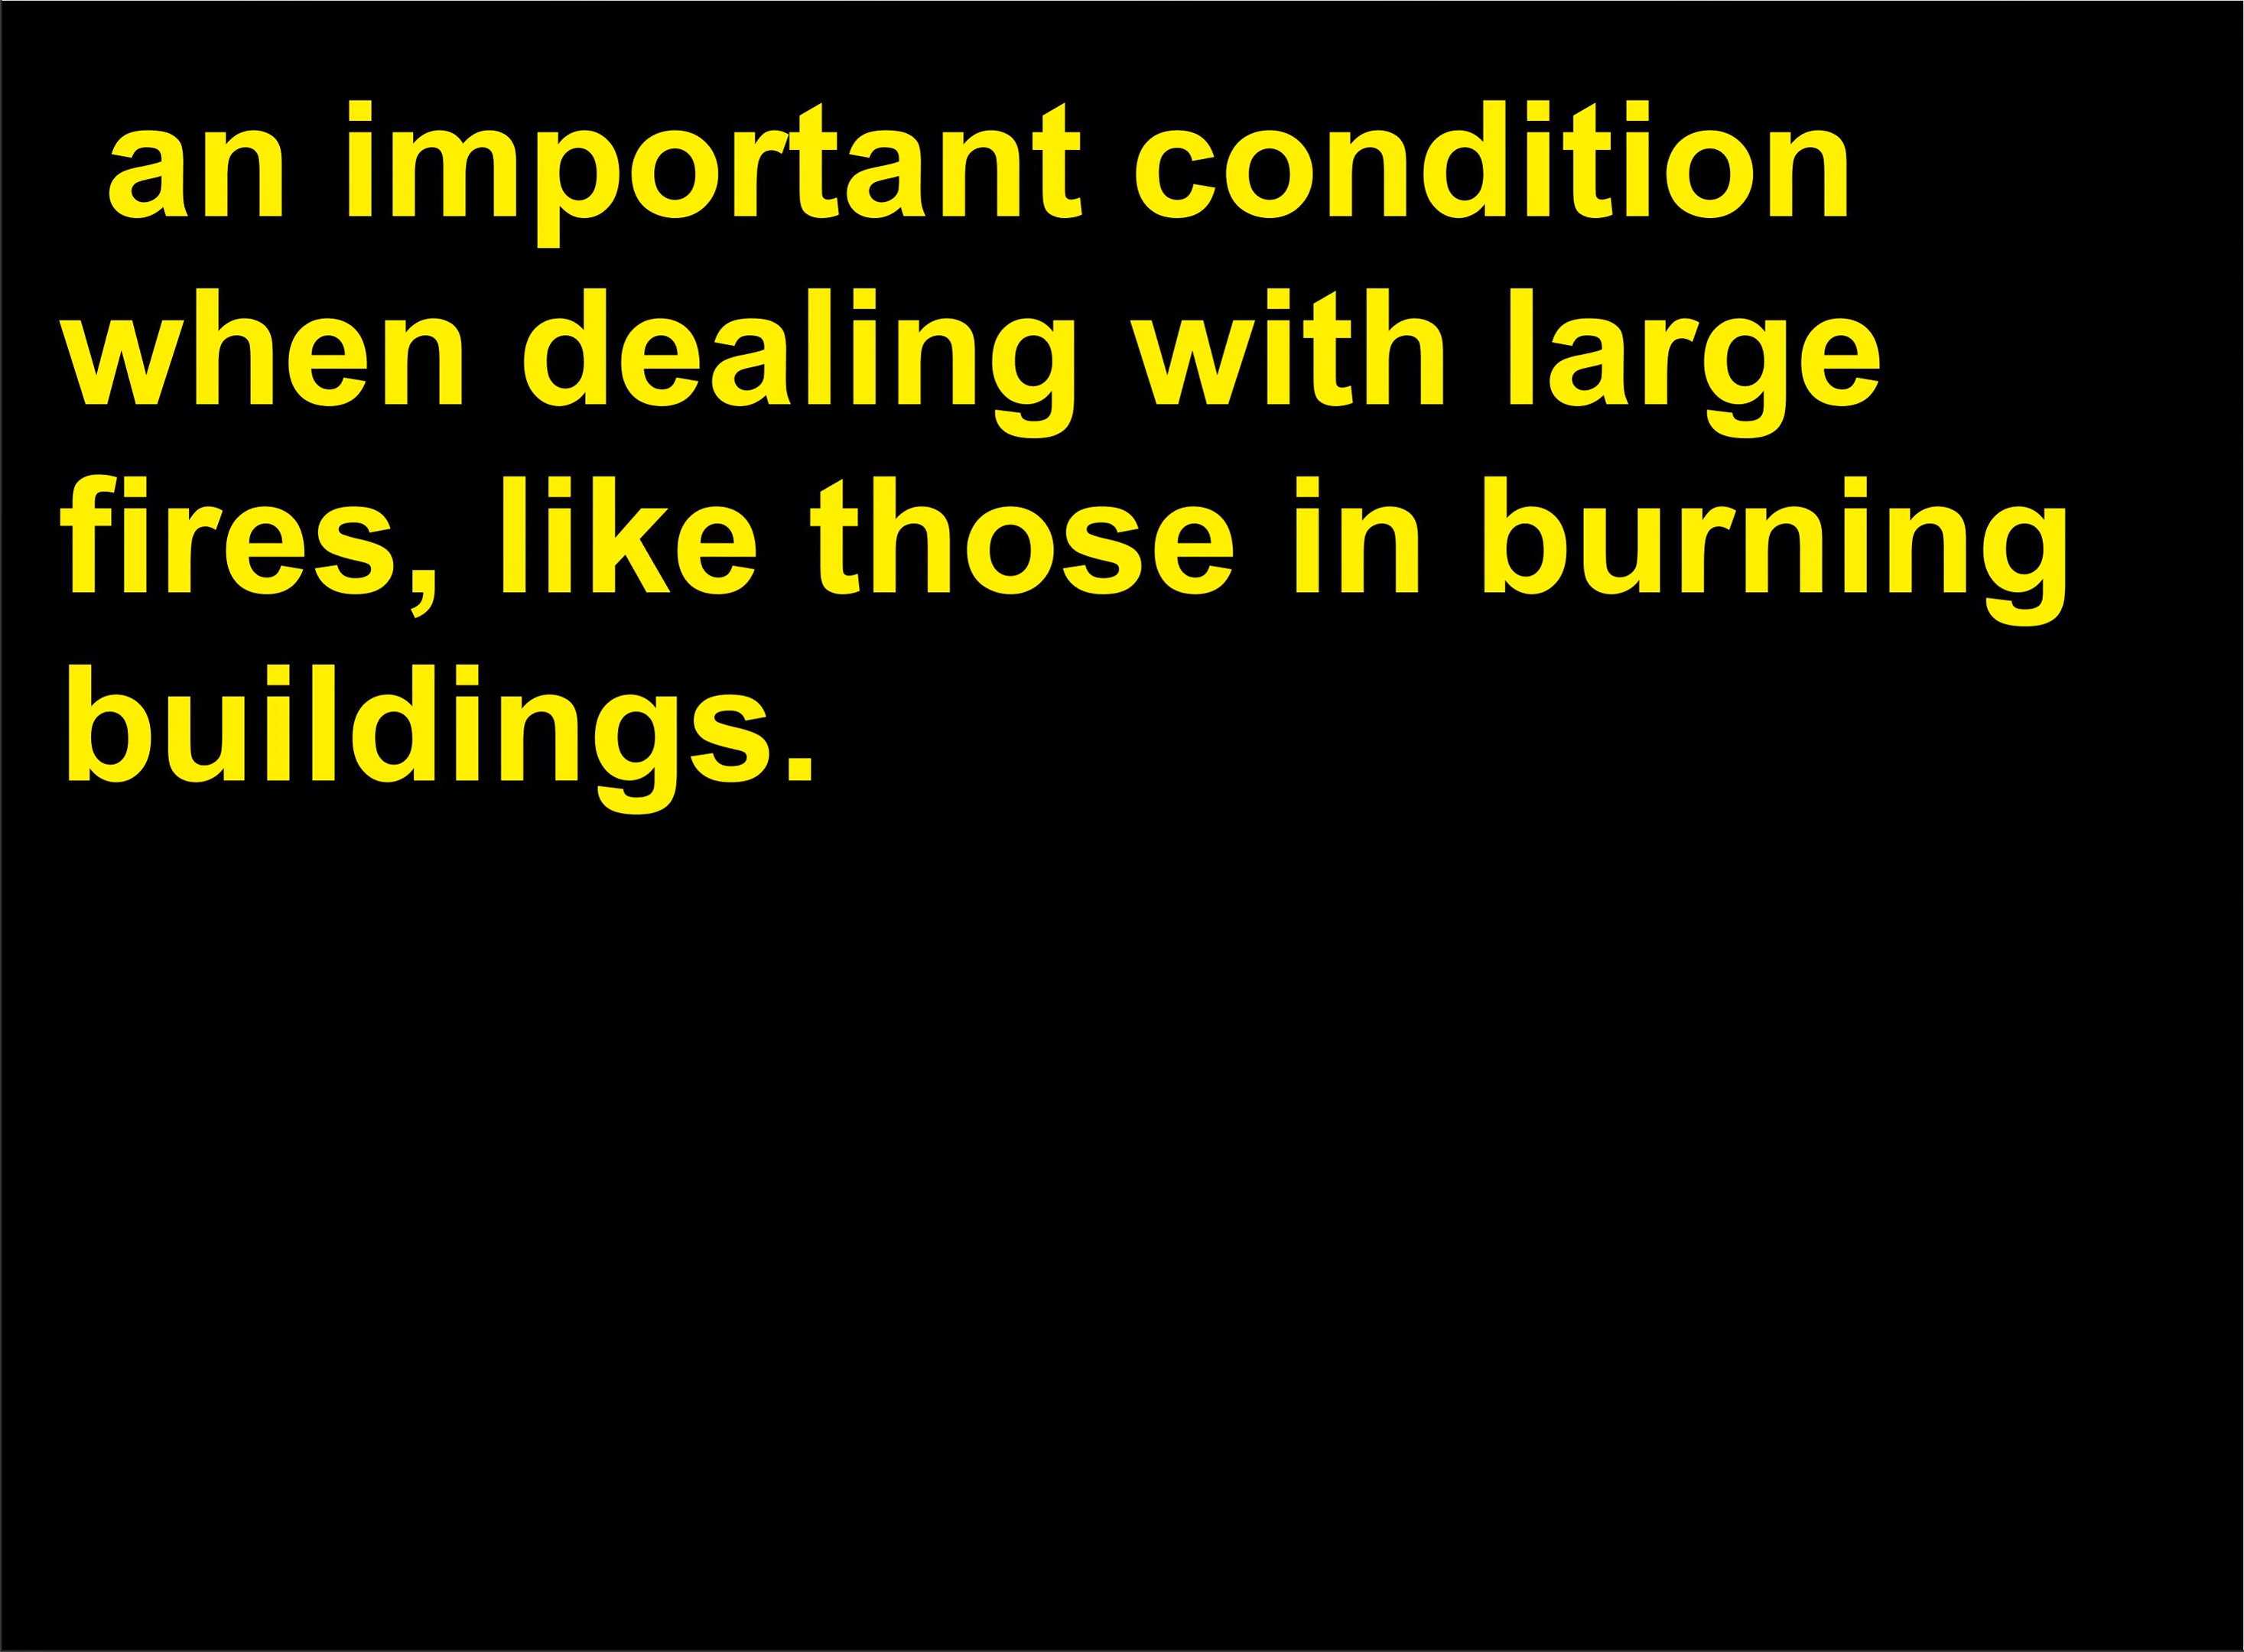 an important condition
when dealing with large
fires, like those in burning
buildings.